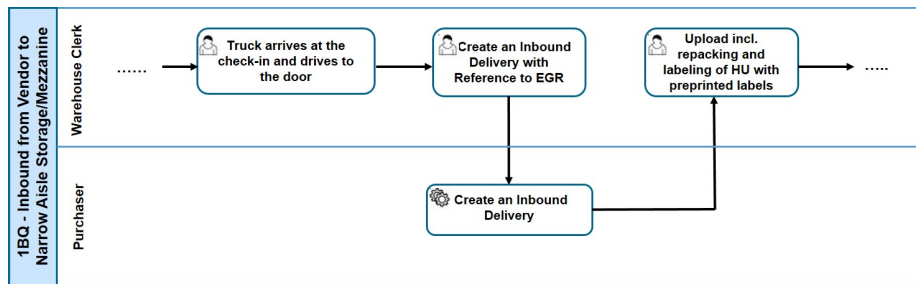 1BQ - Inbound from Vendor to
Narrow Aisle Storage/Mezzanine
Warehouse Clerk
......
Truck arrives at the
check-in and drives to
the door
Create an Inbound
Delivery with
Reference to EGR
Upload incl.
repacking and
labeling of HU with
preprinted labels
.....
Purchaser
Create an Inbound
Delivery